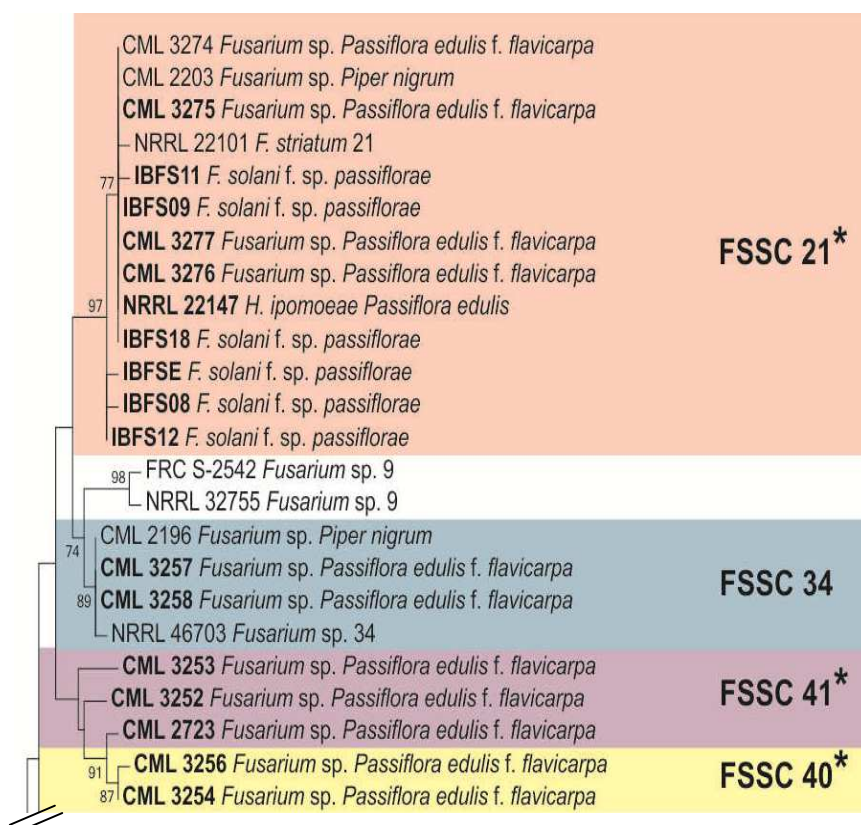 CML 3274 Fusarium sp. Passiflora edulis f. flavicarpa
CML 2203 Fusarium sp. Piper nigrum
CML 3275 Fusarium sp. Passiflora edulis f. flavicarpa
NRRL 22101 F. striatum 21
77
IBFS11 F. solani f. sp. passiflorae
IBFS09 F. solani f. sp. passiflorae
CML 3277 Fusarium sp. Passiflora edulis f. flavicarpa
FSSC 21*
CML 3276 Fusarium sp. Passiflora edulis f. flavicarpa
97
NRRL 22147 H. ipomoeae Passiflora edulis
IBFS18 F. solani f. sp. passiflorae
IBFSE F. solani f. sp. passiflorae
IBFS08 F. solani f. sp. passiflorae
IBFS12 F. solani f. sp. passiflorae
98
FRC S-2542 Fusarium sp. 9
NRRL 32755 Fusarium sp. 9
CML 2196 Fusarium sp. Piper nigrum
74
CML 3257 Fusarium sp. Passiflora edulis f. flavicarpa
FSSC 34
89
CML 3258 Fusarium sp. Passiflora edulis f. flavicarpa
NRRL 46703 Fusarium sp. 34
CML 3253 Fusarium sp. Passiflora edulis f. flavicarpa
FSSC 41*
CML 3252 Fusarium sp. Passiflora edulis f. flavicarpa
CML 2723 Fusarium sp. Passiflora edulis f. flavicarpa
91
CML 3256 Fusarium sp. Passiflora edulis f. flavicarpa
FSSC 40*
87
CML 3254 Fusarium sp. Passiflora edulis f. flavicarpa